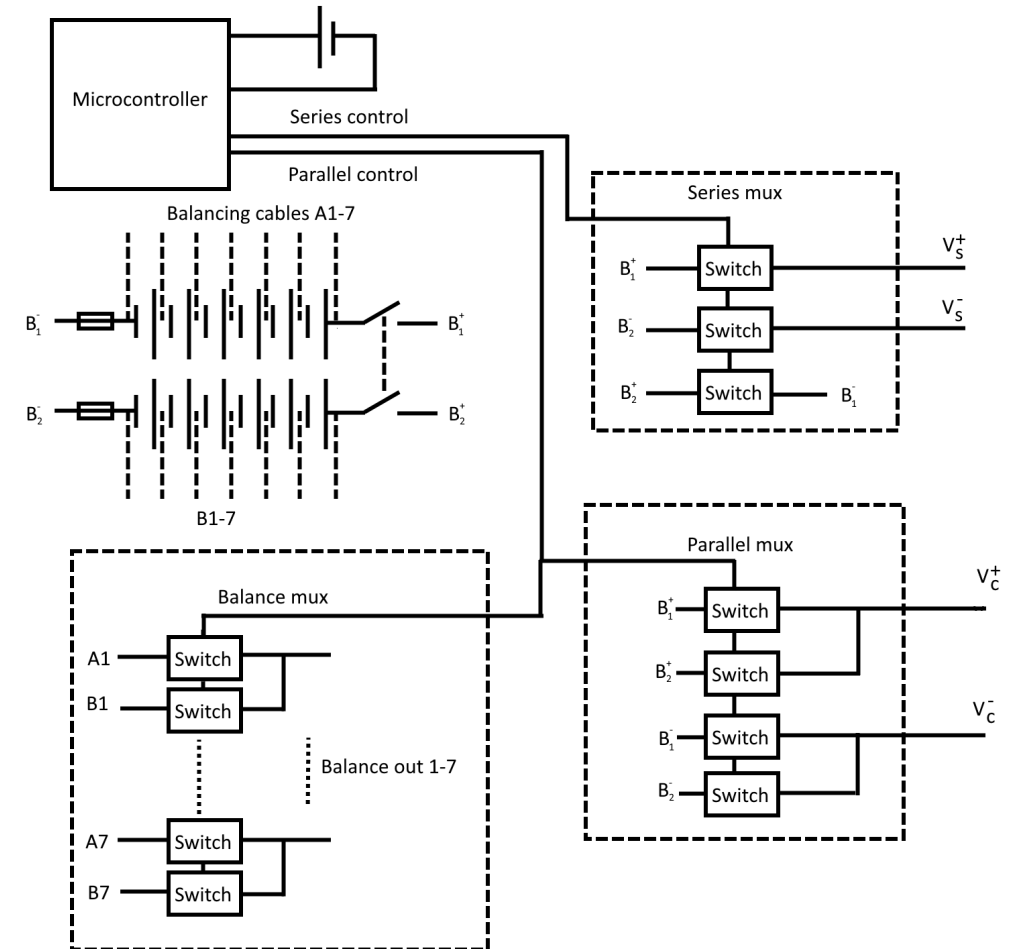 Microcontroller
Series control
Parallel control
Balancing cables A1-7
B₁⁻
B₁⁺
B₂⁻
B₂⁺
B1-7
Series mux
B₁⁺
Switch
Vₛ⁺
B₂⁻
Switch
Vₛ⁻
B₂⁺
Switch
B₁⁻
Parallel mux
B₁⁺
Switch
V꜀⁺
B₂⁺
Switch
B₁⁻
Switch
V꜀⁻
B₂⁻
Switch
Balance mux
A1
Switch
B1
Switch
Balance out 1-7
A7
Switch
B7
Switch